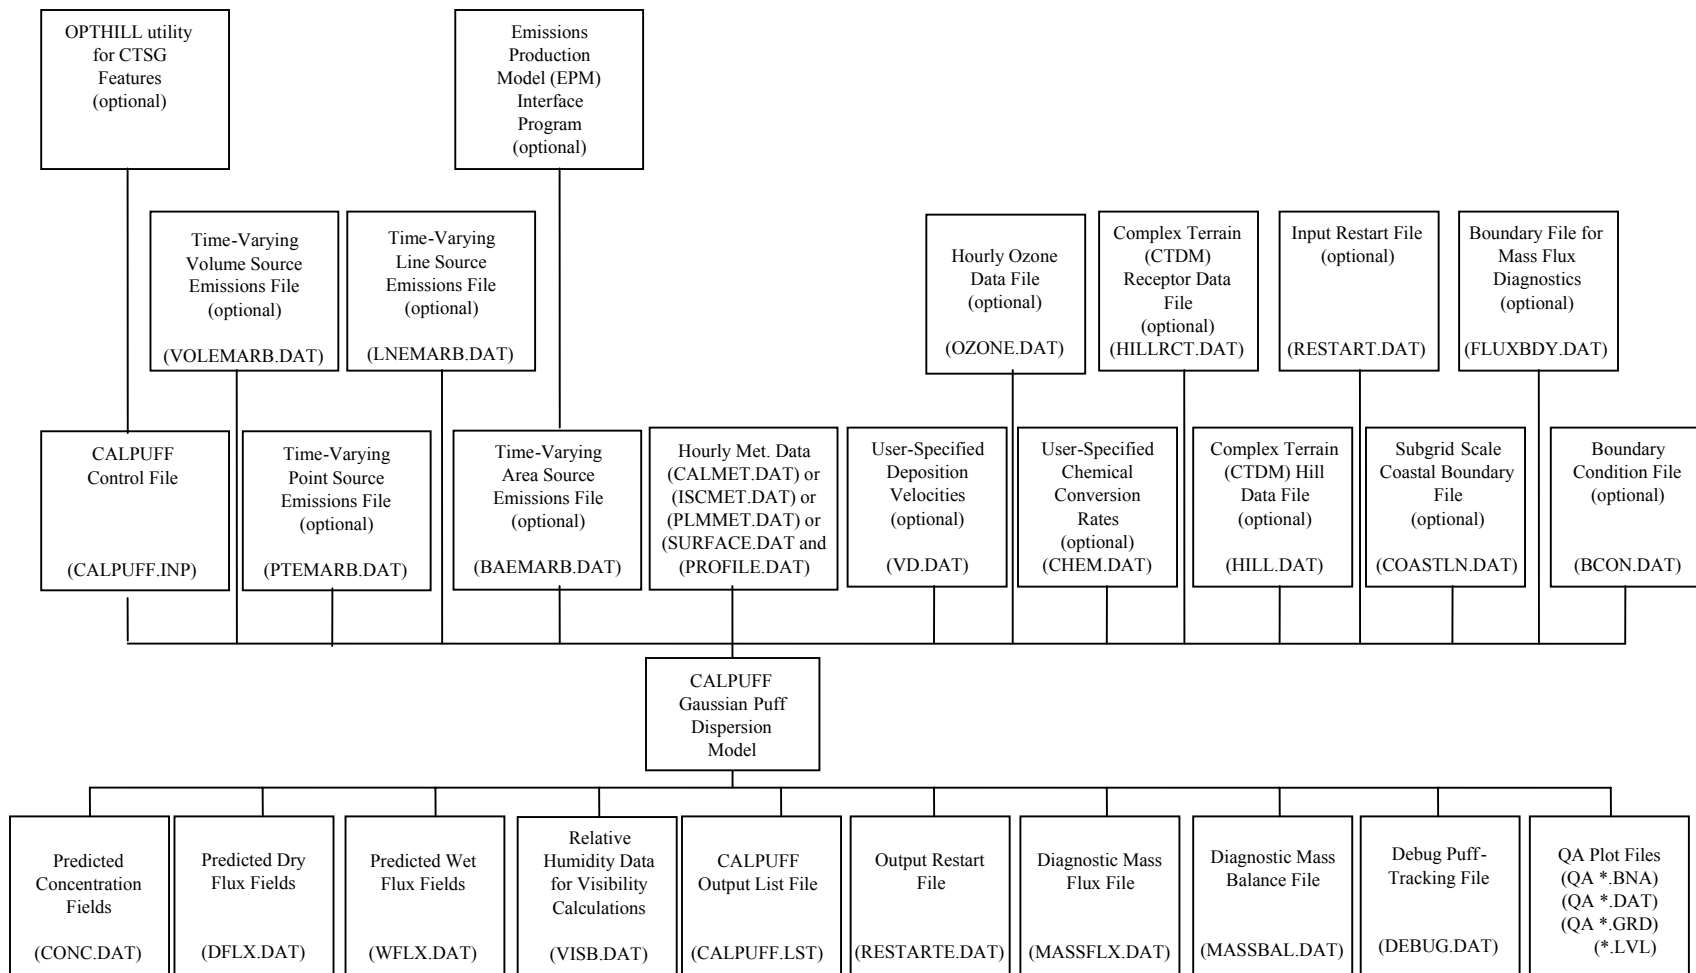 OPTHILL utility
for CTSG
Features
(optional)
Emissions
Production
Model (EPM)
Interface
Program
(optional)
Time-Varying
Volume Source
Emissions File
(optional)
(VOLEMARB.DAT)
Time-Varying
Line Source
Emissions File
(optional)
(LNEMARB.DAT)
Hourly Ozone
Data File
(optional)
(OZONE.DAT)
Complex Terrain
(CTDM)
Receptor Data
File
(optional)
(HILLRCT.DAT)
Input Restart File
(optional)
(RESTART.DAT)
Boundary File for
Mass Flux
Diagnostics
(optional)
(FLUXBDY.DAT)
CALPUFF
Control File
(CALPUFF.INP)
Time-Varying
Point Source
Emissions File
(optional)
(PTEMARB.DAT)
Time-Varying
Area Source
Emissions File
(optional)
(BAEMARB.DAT)
Hourly Met. Data
(CALMET.DAT) or
(ISCMET.DAT) or
(PLMMET.DAT) or
(SURFACE.DAT and
(PROFILE.DAT)
User-Specified
Deposition
Velocities
(optional)
(VD.DAT)
User-Specified
Chemical
Conversion
Rates
(optional)
(CHEM.DAT)
Complex Terrain
(CTDM) Hill
Data File
(optional)
(HILL.DAT)
Subgrid Scale
Coastal Boundary
File
(optional)
(COASTLN.DAT)
Boundary
Condition File
(optional)
(BCON.DAT)
CALPUFF
Gaussian Puff
Dispersion
Model
Predicted
Concentration
Fields
(CONC.DAT)
Predicted Dry
Flux Fields
(DFLX.DAT)
Predicted Wet
Flux Fields
(WFLX.DAT)
Relative
Humidity Data
for Visibility
Calculations
(VISB.DAT)
CALPUFF
Output List File
(CALPUFF.LST)
Output Restart
File
(RESTARTE.DAT)
Diagnostic Mass
Flux File
(MASSFLX.DAT)
Diagnostic Mass
Balance File
(MASSBAL.DAT)
Debug Puff-
Tracking File
(DEBUG.DAT)
QA Plot Files
(QA *.BNA)
(QA *.DAT)
(QA *.GRD)
(*.LVL)